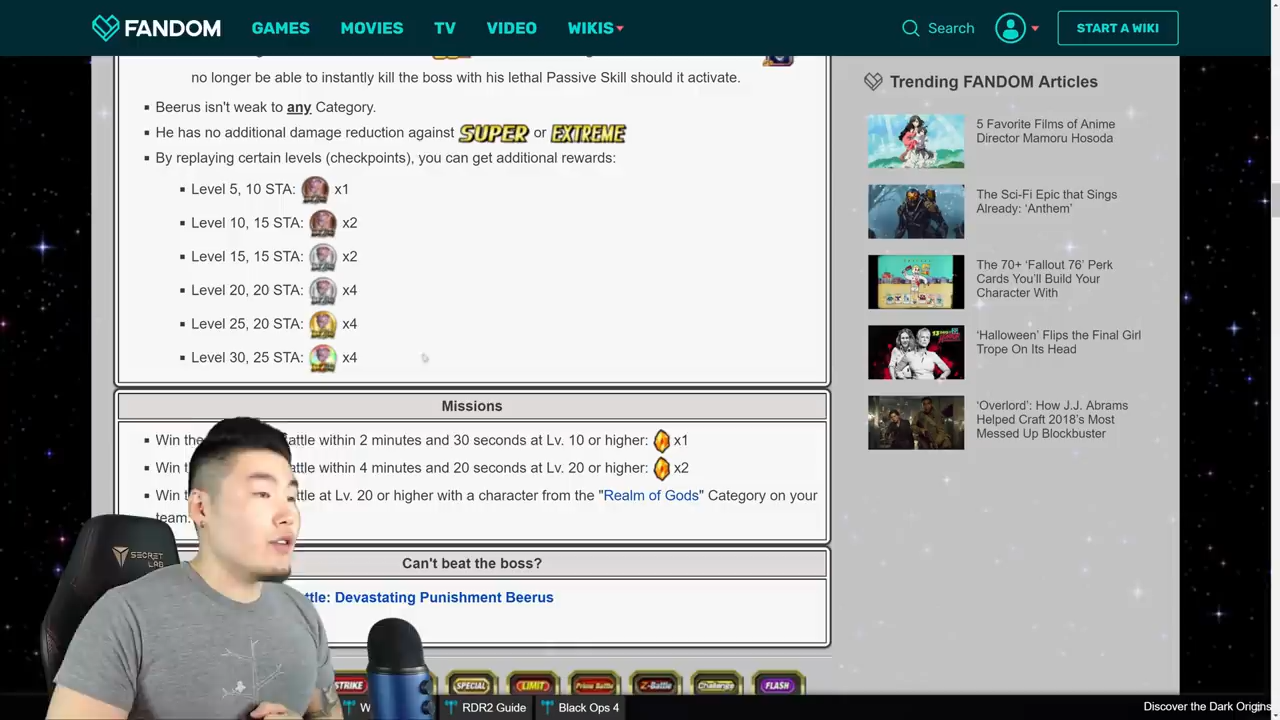 FANDOM GAMES MOVIES TV VIDEO WIKIS Search START A WIKI
no longer be able to instantly kill the boss with his lethal Passive Skill should it activate.
Beerus isn't weak to any Category.
He has no additional damage reduction against SUPER or EXTREME
By replaying certain levels (checkpoints), you can get additional rewards:
Level 5, 10 STA: x1
Level 10, 15 STA: x2
Level 15, 15 STA: x2
Level 20, 20 STA: x4
Level 25, 20 STA: x4
Level 30, 25 STA: x4
Missions
Win the attle within 2 minutes and 30 seconds at Lv. 10 or higher: x1
Win t attle within 4 minutes and 20 seconds at Lv. 20 or higher: x2
Win t ttle at Lv. 20 or higher with a character from the "Realm of Gods" Category on your
team:
Can't beat the boss?
ttle: Devastating Punishment Beerus
STRIKE SPECIAL LIMIT Prime Battle Z-Battle Challenge FLASH
Trending FANDOM Articles
5 Favorite Films of Anime
Director Mamoru Hosoda
The Sci-Fi Epic that Sings
Already: ‘Anthem’
The 70+ ‘Fallout 76’ Perk
Cards You’ll Build Your
Character With
‘Halloween’ Flips the Final Girl
Trope On Its Head
‘Overlord’: How J.J. Abrams
Helped Craft 2018’s Most
Messed Up Blockbuster
SECRET
LAB
W RDR2 Guide Black Ops 4 Discover the Dark Origins